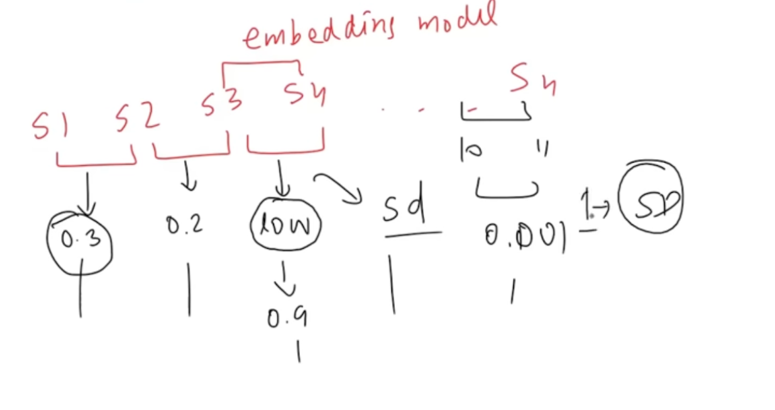 embedding model
S1 S2 S3 S4 . . - Sn
10 11
0.3 0.2 low sd 0.001 1. → SD
0.9